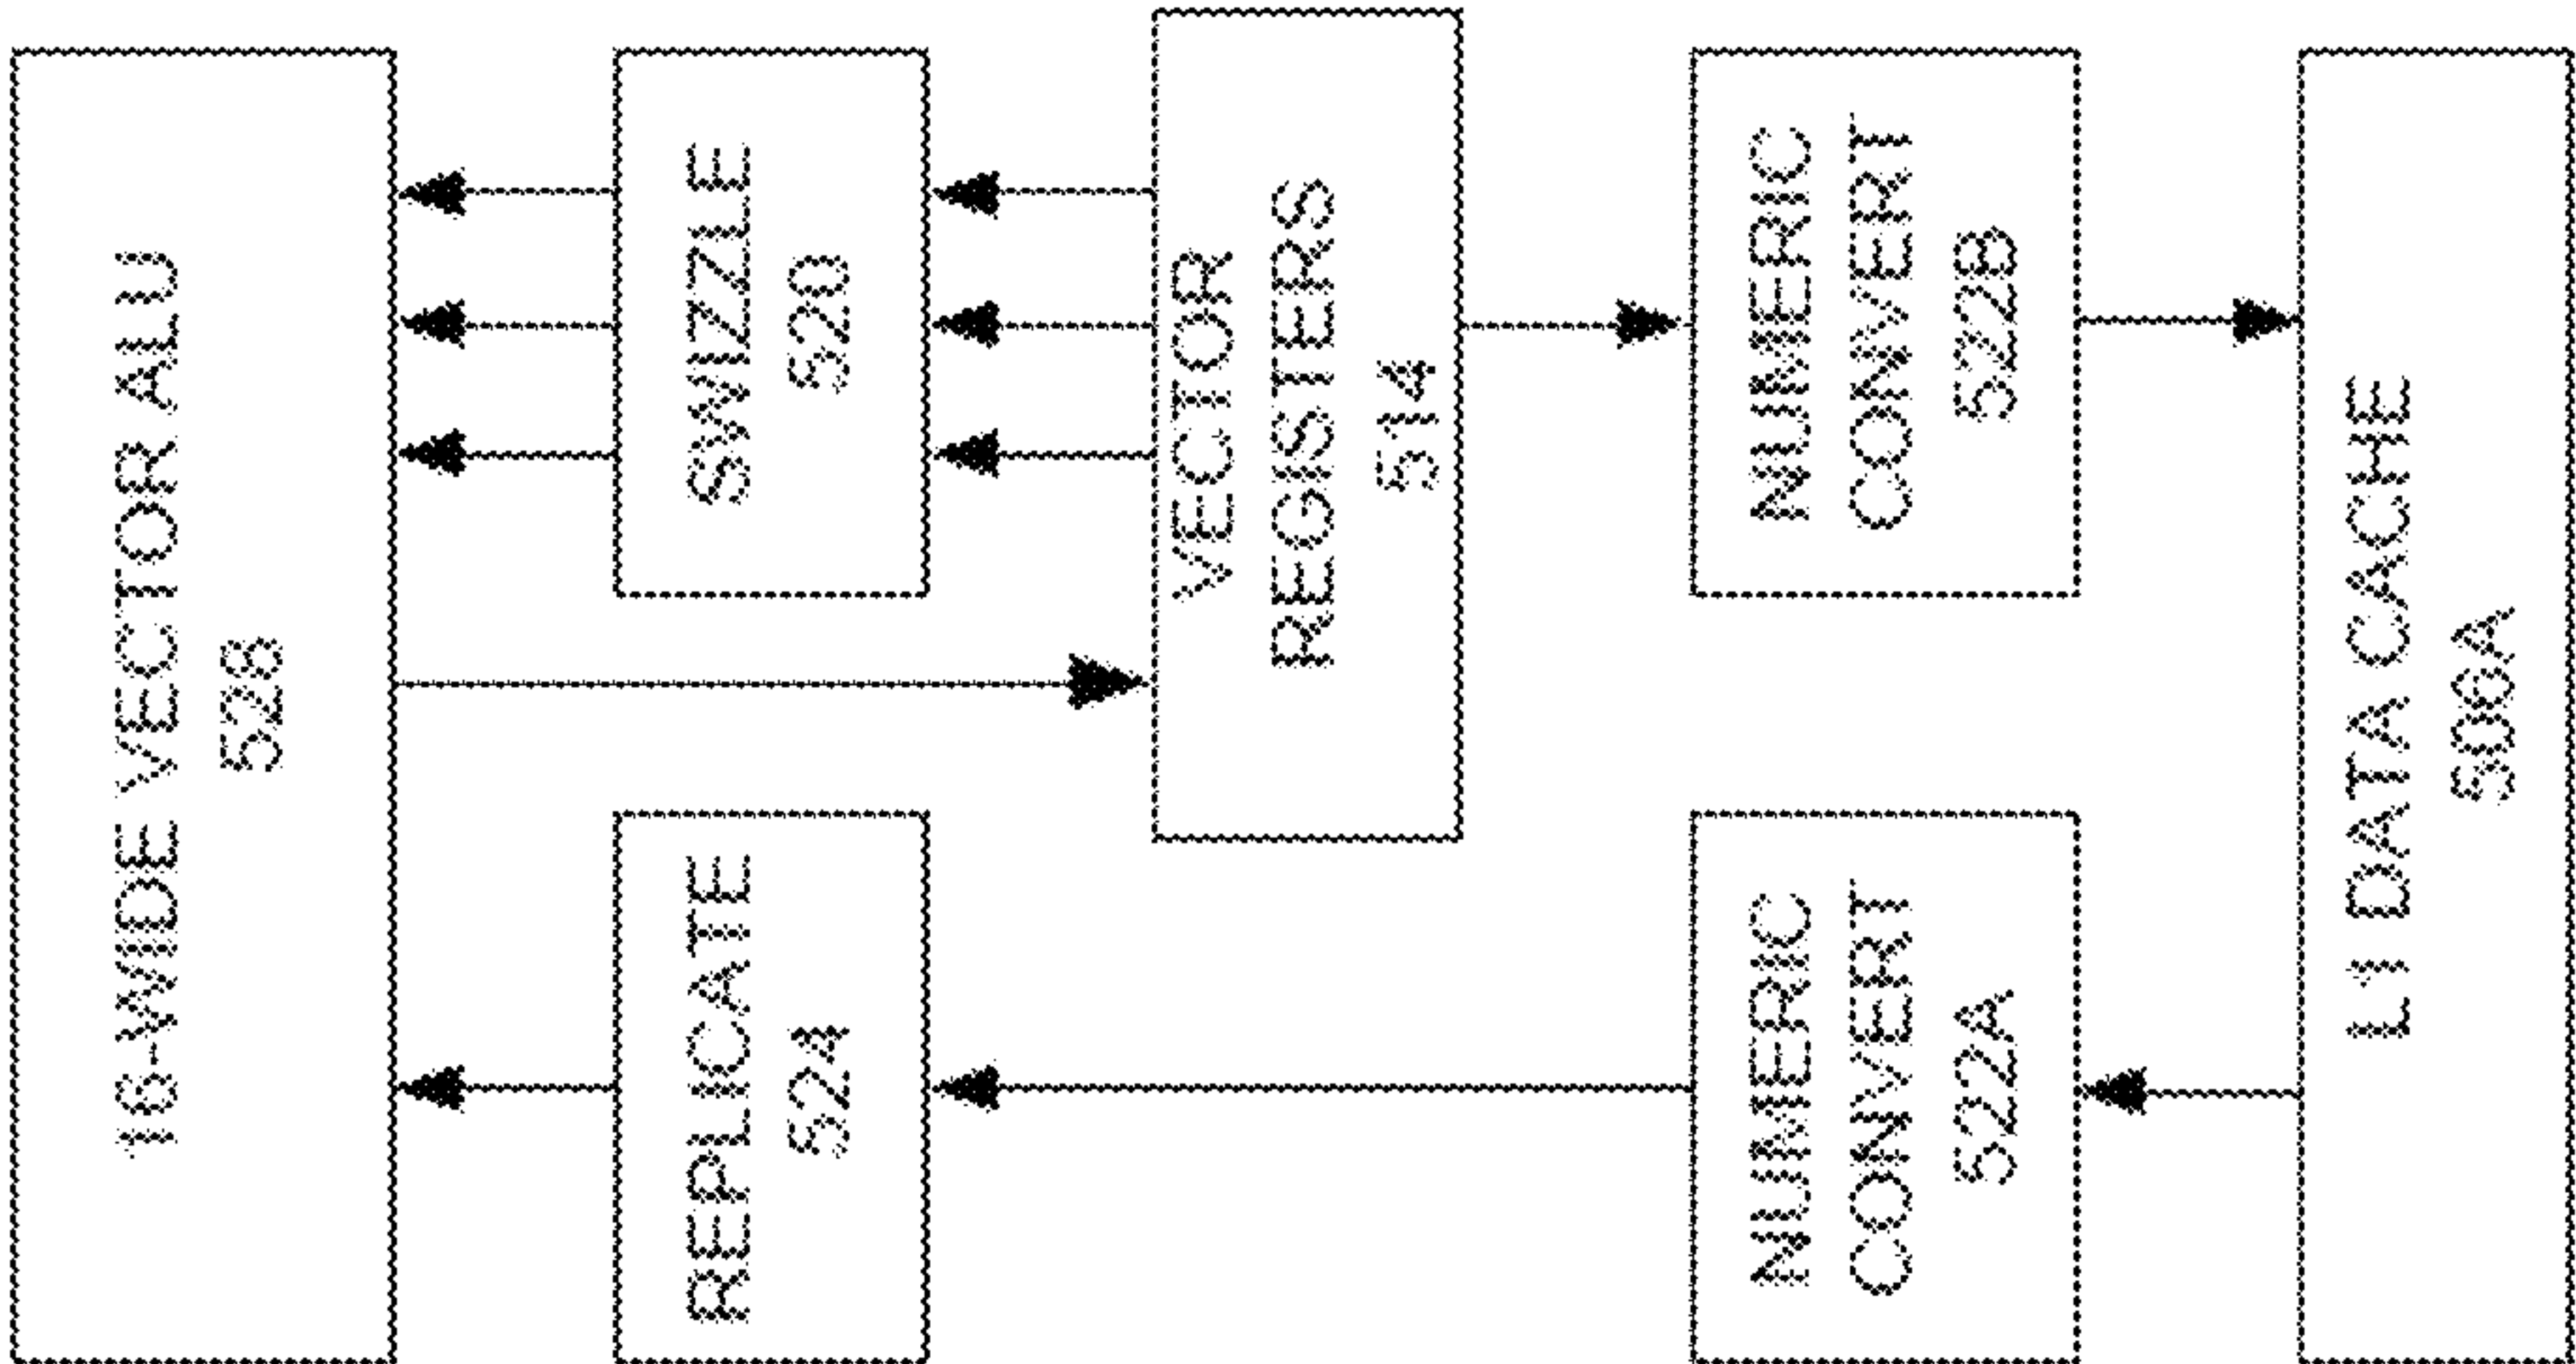 16-WIDE VECTOR ALU
528
REPLICATE
524
SWIZZLE
520
VECTOR
REGISTERS
514
NUMERIC
CONVERT
522A
NUMERIC
CONVERT
522B
L1 DATA CACHE
506A